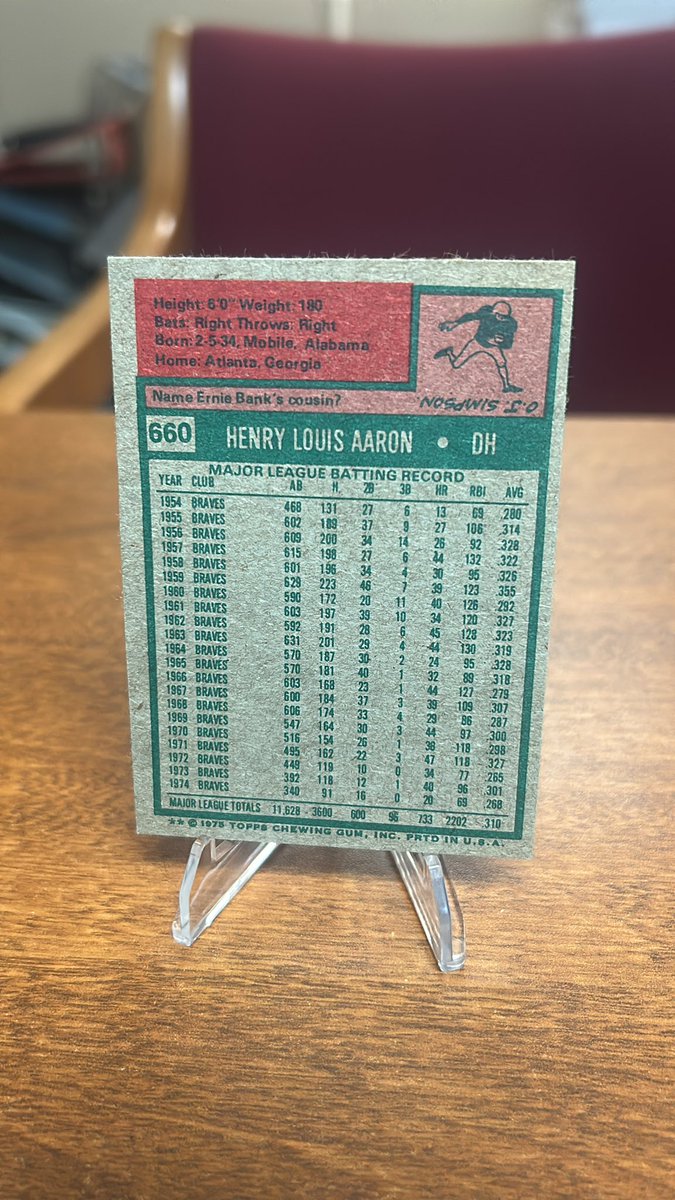 Height: 6'0" Weight: 180
Bats: Right Throws: Right
Born: 2-5-34, Mobile, Alabama
Home: Atlanta, Georgia
Name Ernie Bank's cousin?
O.J. SIMPSON
660 HENRY LOUIS AARON • DH
MAJOR LEAGUE BATTING RECORD
YEAR CLUB AB H. 2B 3B HR RBI AVG
1954 BRAVES 468 131 27 6 13 69 .280
1955 BRAVES 602 189 37 9 27 106 .314
1956 BRAVES 609 200 34 14 26 92 .328
1957 BRAVES 615 198 27 6 44 132 .322
1958 BRAVES 601 196 34 4 30 95 .326
1959 BRAVES 629 223 46 7 39 123 .355
1960 BRAVES 590 172 20 11 40 126 .292
1961 BRAVES 603 197 39 10 34 120 .327
1962 BRAVES 592 191 28 6 45 128 .323
1963 BRAVES 631 201 29 4 44 130 .319
1964 BRAVES 570 187 30 2 24 95 .328
1965 BRAVES 570 181 40 1 32 89 .318
1966 BRAVES 603 168 23 1 44 127 .279
1967 BRAVES 600 184 37 3 39 109 .307
1968 BRAVES 606 174 33 4 29 86 .287
1969 BRAVES 547 164 30 3 44 97 .300
1970 BRAVES 516 154 26 1 38 118 .298
1971 BRAVES 495 162 22 3 47 118 .327
1972 BRAVES 449 119 10 0 34 77 .265
1973 BRAVES 392 118 12 1 40 96 .301
1974 BRAVES 340 91 16 0 20 69 .268
MAJOR LEAGUE TOTALS 11,628 3600 600 96 733 2202 .310
** © 1975 TOPPS CHEWING GUM, INC. PRTD IN U.S.A.